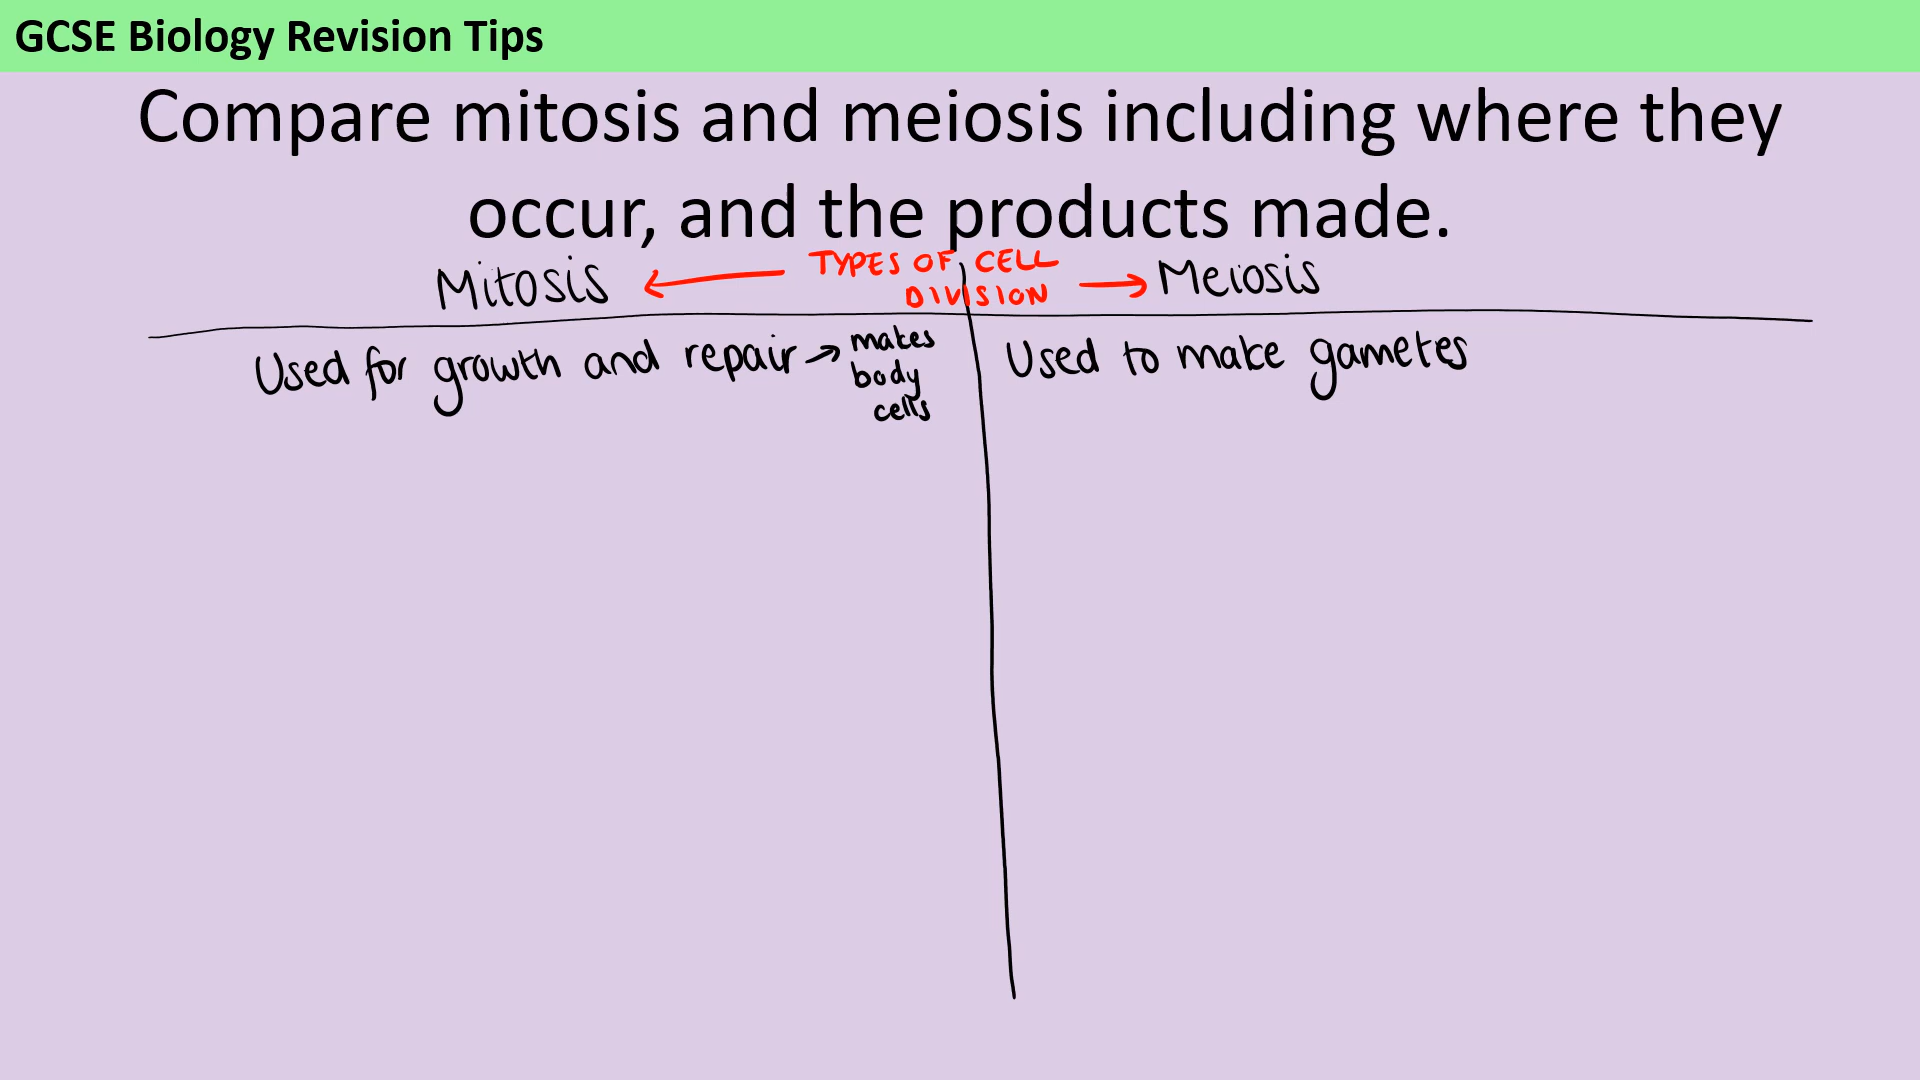 GCSE Biology Revision Tips
Compare mitosis and meiosis including where they
occur, and the products made.
Mitosis
TYPES OF CELL
DIVISION
Meiosis
Used for growth and repair
makes
body
cells
Used to make gametes